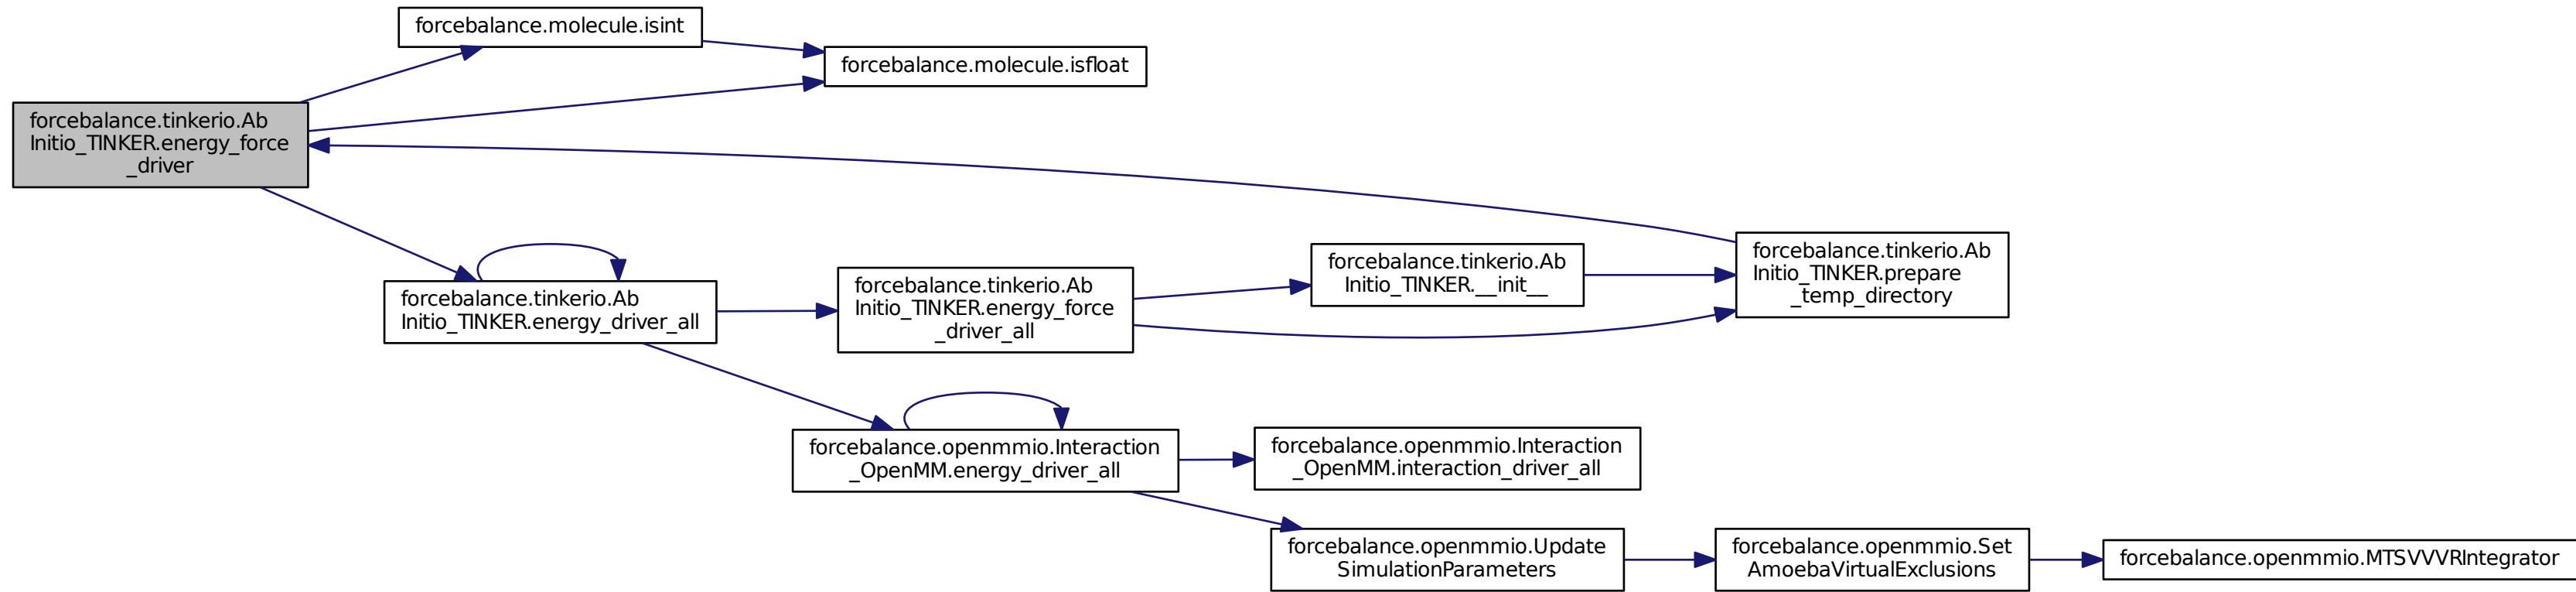 forcebalance.molecule.isint
forcebalance.molecule.isfloat
forcebalance.tinkerio.Ab
Initio_TINKER.energy_force
_driver
forcebalance.tinkerio.Ab
Initio_TINKER.energy_driver_all
forcebalance.tinkerio.Ab
Initio_TINKER.energy_force
_driver_all
forcebalance.tinkerio.Ab
Initio_TINKER.__init__
forcebalance.tinkerio.Ab
Initio_TINKER.prepare
_temp_directory
forcebalance.openmmio.Interaction
_OpenMM.energy_driver_all
forcebalance.openmmio.Interaction
_OpenMM.interaction_driver_all
forcebalance.openmmio.Update
SimulationParameters
forcebalance.openmmio.Set
AmoebaVirtualExclusions
forcebalance.openmmio.MTSVVVRIntegrator